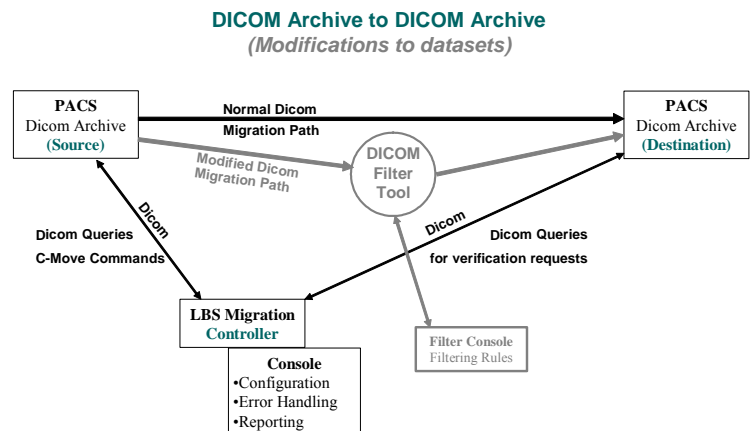 DICOM Archive to DICOM Archive
(Modifications to datasets)
PACS
Dicom Archive
(Source)
Normal Dicom
Migration Path
PACS
Dicom Archive
(Destination)
Modified Dicom
Migration Path
DICOM
Filter
Tool
Dicom
Dicom Queries
C-Move Commands
Dicom
Dicom Queries
for verification requests
LBS Migration
Controller
Filter Console
Filtering Rules
Console
•Configuration
•Error Handling
•Reporting